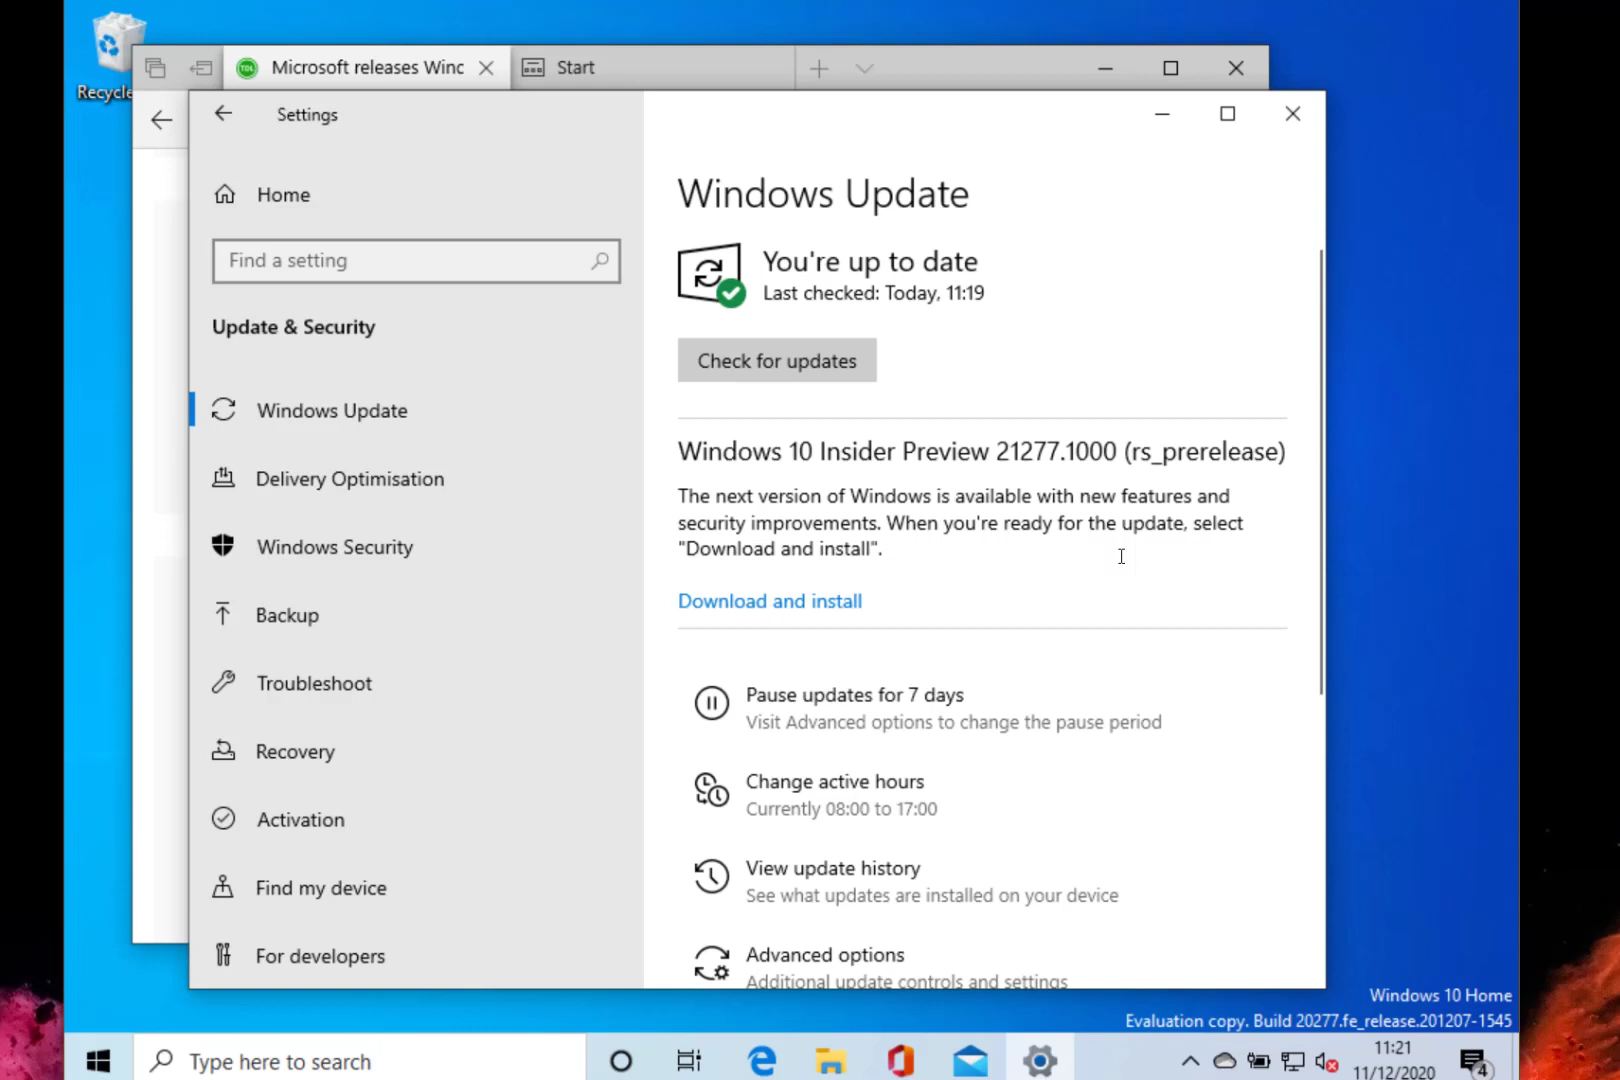 Recycle
Microsoft releases Winc
Start
Settings
Home
Find a setting
Update & Security
Windows Update
Delivery Optimisation
Windows Security
Backup
Troubleshoot
Recovery
Activation
Find my device
For developers
Windows Update
You're up to date
Last checked: Today, 11:19
Check for updates
Windows 10 Insider Preview 21277.1000 (rs_prerelease)
The next version of Windows is available with new features and
security improvements. When you're ready for the update, select
"Download and install".
Download and install
Pause updates for 7 days
Visit Advanced options to change the pause period
Change active hours
Currently 08:00 to 17:00
View update history
See what updates are installed on your device
Advanced options
Additional update controls and settings
Windows 10 Home
Evaluation copy. Build 20277.fe_release.201207-1545
Type here to search
11:21
11/12/2020
4